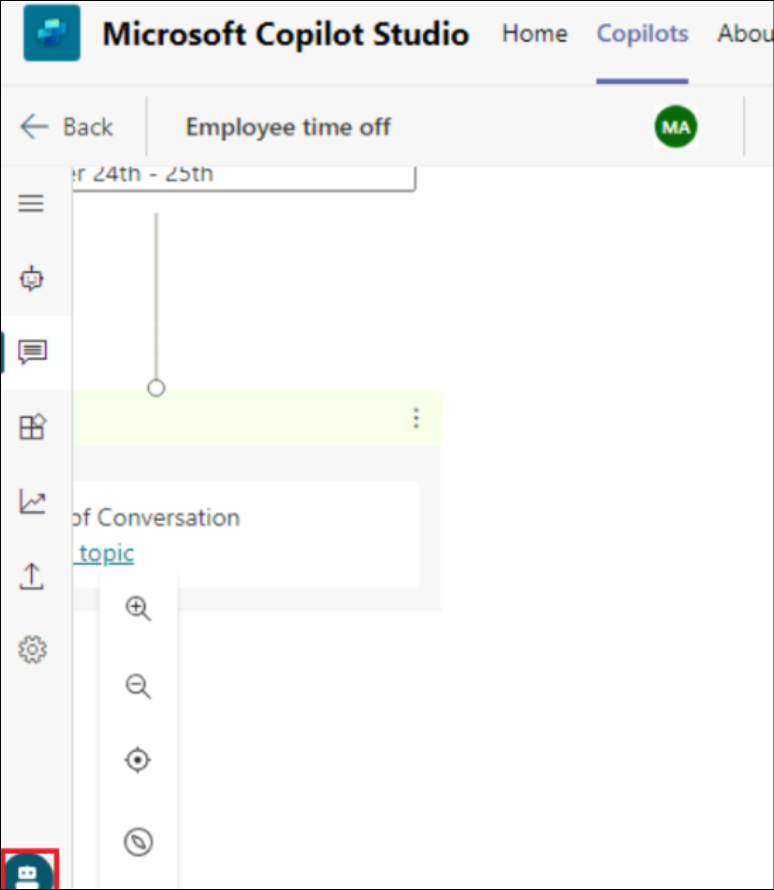 Microsoft Copilot Studio Home Copilots Abou
Back Employee time off MA
er 24th - 25th
of Conversation
topic